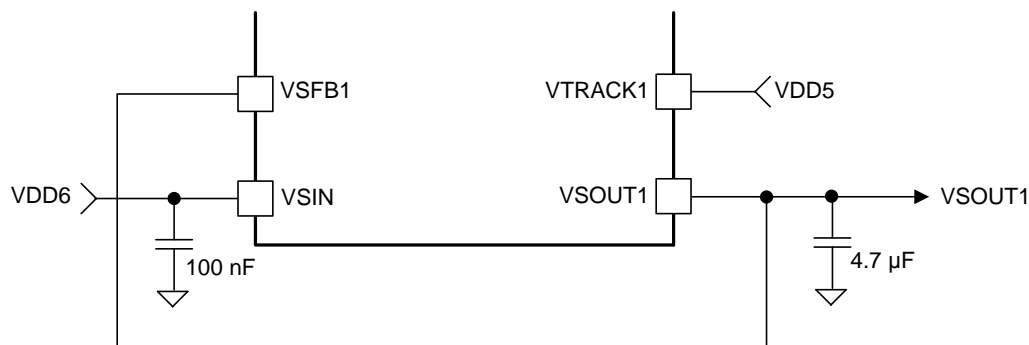 VSFB1
VTRACK1
VDD5
VDD6
VSIN
VSOUT1
VSOUT1
100 nF
4.7 µF